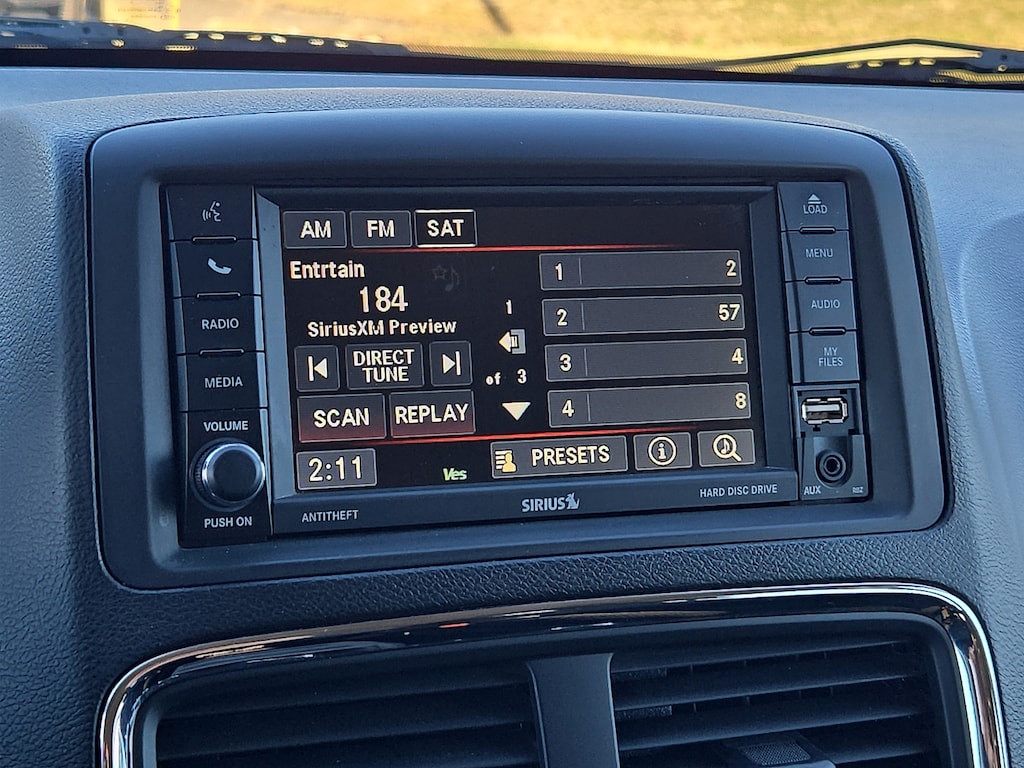 AM FM SAT
Entrtain
184
SiriusXM Preview
DIRECT
TUNE
SCAN REPLAY
1
of 3
1 2
2 57
3 4
4 8
2:11
Ves
PRESETS
RADIO
MEDIA
VOLUME
PUSH ON
ANTITHEFT
SIRIUS
HARD DISC DRIVE
LOAD
MENU
AUDIO
MY
FILES
AUX